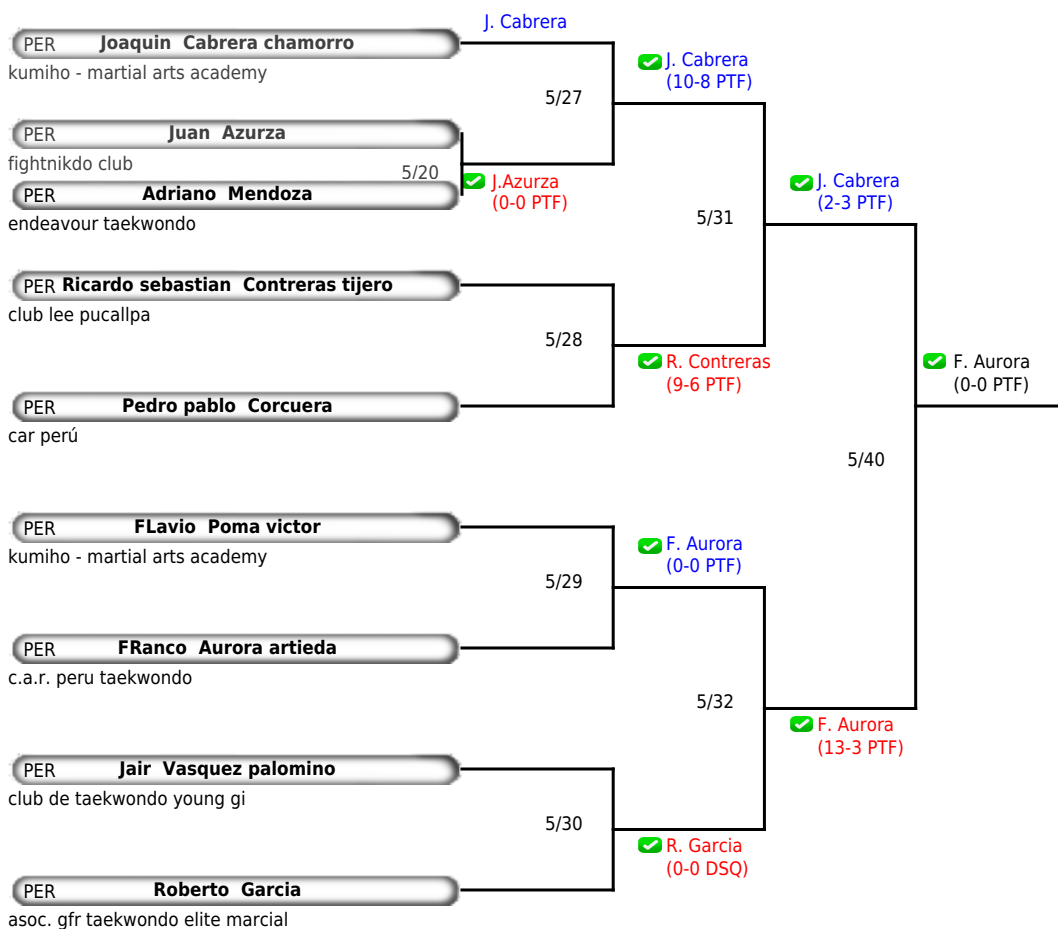 J. Cabrera
PER Joaquin Cabrera chamorro
kumiho - martial arts academy
J. Cabrera
(10-8 PTF)
5/27
PER Juan Azurza
fightnikdo club
5/20
J.Azurza
(0-0 PTF)
PER Adriano Mendoza
endeavour taekwondo
J. Cabrera
(2-3 PTF)
5/31
PER Ricardo sebastian Contreras tijero
club lee pucallpa
5/28
R. Contreras
(9-6 PTF)
F. Aurora
(0-0 PTF)
PER Pedro pablo Corcuera
car perú
5/40
PER FLavio Poma victor
kumiho - martial arts academy
F. Aurora
(0-0 PTF)
5/29
PER FRanco Aurora artieda
c.a.r. peru taekwondo
5/32
F. Aurora
(13-3 PTF)
PER Jair Vasquez palomino
club de taekwondo young gi
5/30
R. Garcia
(0-0 DSQ)
PER Roberto Garcia
asoc. gfr taekwondo elite marcial